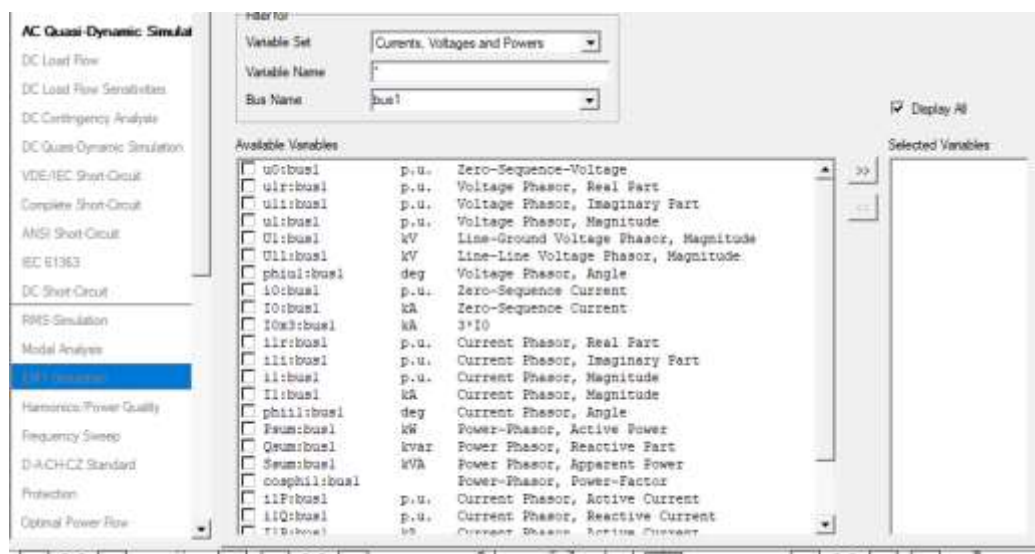 Filter for
AC Quasi-Dynamic Simulat
DC Load Flow
DC Load Flow Sensitivities
DC Contingency Analysis
DC Quasi-Dynamic Simulation
VDE/IEC Short-Circuit
Complete Short-Circuit
ANSI Short-Circuit
IEC 61363
DC Short-Circuit
RMS-Simulation
Modal Analysis
EMT-Simulation
Harmonics/Power Quality
Frequency Sweep
D-A-CH-CZ Standard
Protection
Optimal Power Flow
Variable Set Currents, Voltages and Powers
Variable Name *
Bus Name bus1
Display All
Available Variables
Selected Variables
u0:bus1 p.u. Zero-Sequence-Voltage
u1r:bus1 p.u. Voltage Phasor, Real Part
u1i:bus1 p.u. Voltage Phasor, Imaginary Part
u1:bus1 p.u. Voltage Phasor, Magnitude
U1:bus1 kV Line-Ground Voltage Phasor, Magnitude
U1l:bus1 kV Line-Line Voltage Phasor, Magnitude
phiu1:bus1 deg Voltage Phasor, Angle
i0:bus1 p.u. Zero-Sequence Current
I0:bus1 kA Zero-Sequence Current
I0x3:bus1 kA 3*I0
i1r:bus1 p.u. Current Phasor, Real Part
i1i:bus1 p.u. Current Phasor, Imaginary Part
i1:bus1 p.u. Current Phasor, Magnitude
I1:bus1 kA Current Phasor, Magnitude
phii1:bus1 deg Current Phasor, Angle
Psum:bus1 kW Power-Phasor, Active Power
Qsum:bus1 kvar Power Phasor, Reactive Part
Ssum:bus1 kVA Power Phasor, Apparent Power
cosphi1:bus1 Power-Phasor, Power-Factor
i1P:bus1 p.u. Current Phasor, Active Current
i1Q:bus1 p.u. Current Phasor, Reactive Current
I1P:bus1 kA Current Phasor, Active Current
>>
<<